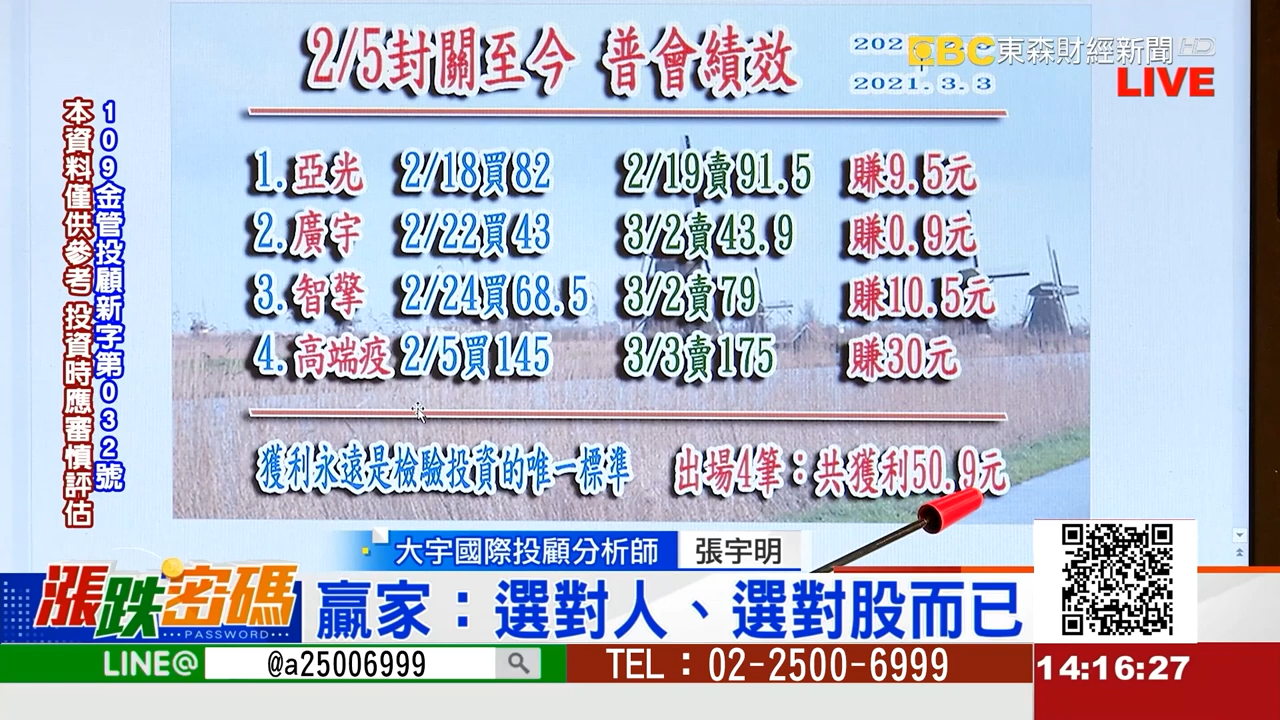 2/5封關至今 普會績效
EBC東森財經新聞HD
LIVE
202
2021.3.3
109金管投顧新字第032號
本資料僅供參考 投資時應審慎評估
1.亞光 2/18買82 2/19賣91.5 賺9.5元
2.廣宇 2/22買43 3/2賣43.9 賺0.9元
3.智擎 2/24買68.5 3/2賣79 賺10.5元
4.高端疫 2/5買145 3/3賣175 賺30元
獲利永遠是檢驗投資的唯一標準 出場4筆：共獲利50.9元
大宇國際投顧分析師 張宇明
漲跌密碼
PASSWORD
贏家：選對人、選對股而已
LINE@ @a25006999 TEL：02-2500-6999 14:16:27